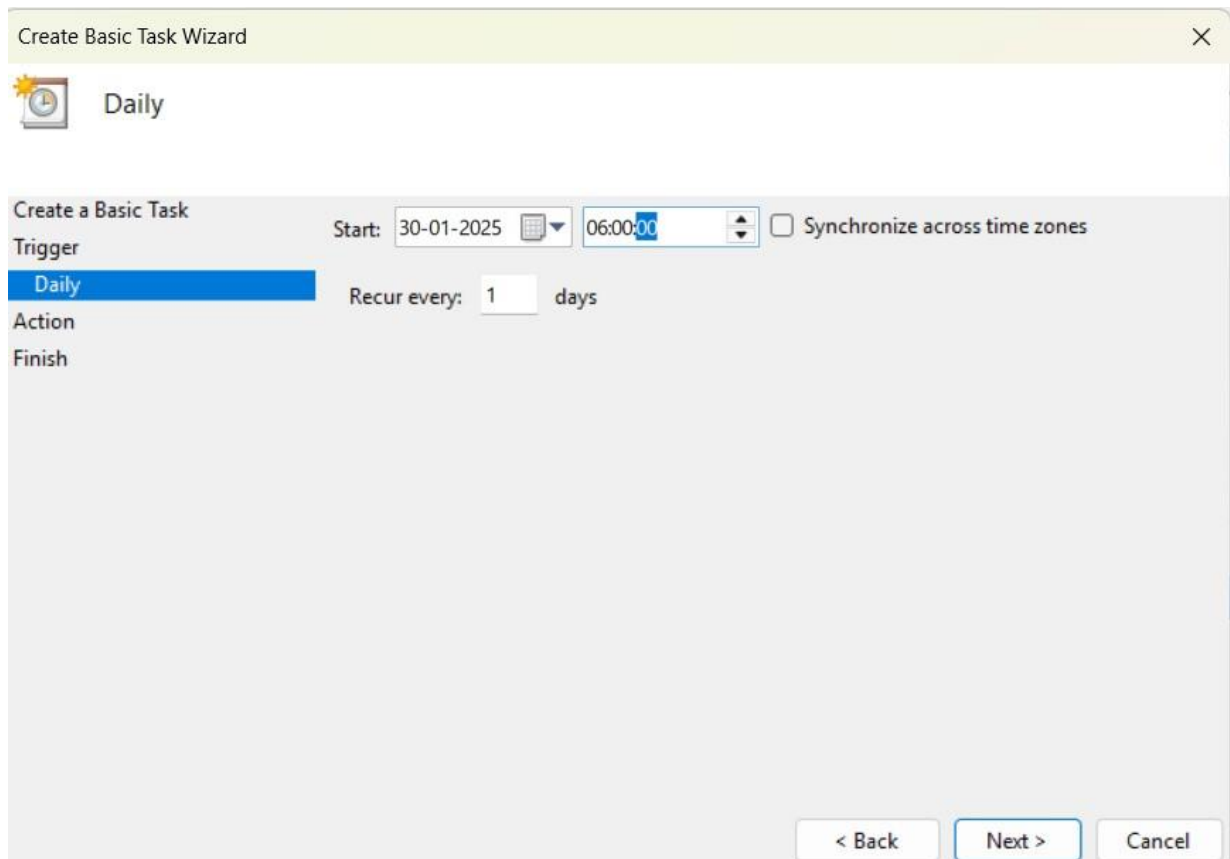 Create Basic Task Wizard
Daily
Create a Basic Task
Trigger
Daily
Action
Finish
Start: 30-01-2025 06:00:00 Synchronize across time zones
Recur every: 1 days
< Back Next > Cancel